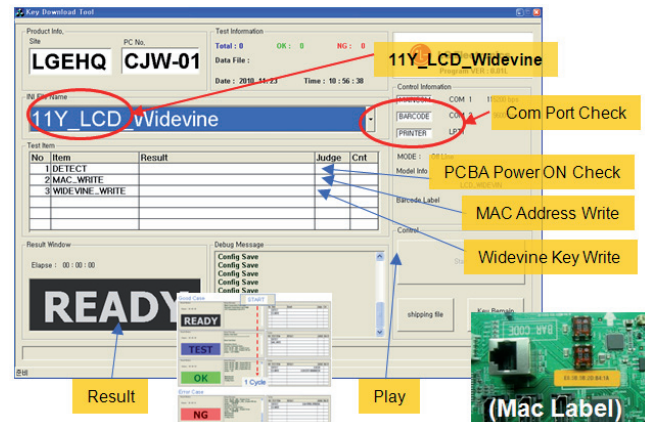 Key Download Tool
Product Info,
Site
PC No,
LGEHQ
CJW-01
Test Information
Total : 0 OK : 0 NG : 0
Data File :
Date : 2010. 11. 23 Time : 10 : 56 : 38
11Y_LCD_Widevine
Program VER : 0.01L
INI File Name
11Y_LCD_Widevine
Control Information
COM 1
BARCODE
PRINTER
Com Port Check
Test Item
No Item Result Judge Cnt
1 DETECT
2 MAC_WRITE
3 WIDEVINE_WRITE
MODE :
Model Info
PCBA Power ON Check
Barcode Label
MAC Address Write
Control
Widevine Key Write
Result Window
Elapse : 00 : 00 : 00
READY
Debug Message
Config Save
Config Save
Config Save
Config Save
Config Save
shipping file
Key Remain
Good Case
START
READY
TEST
OK
1 Cycle
Error Case
NG
Result
Play
BAR CODE
(Mac Label)